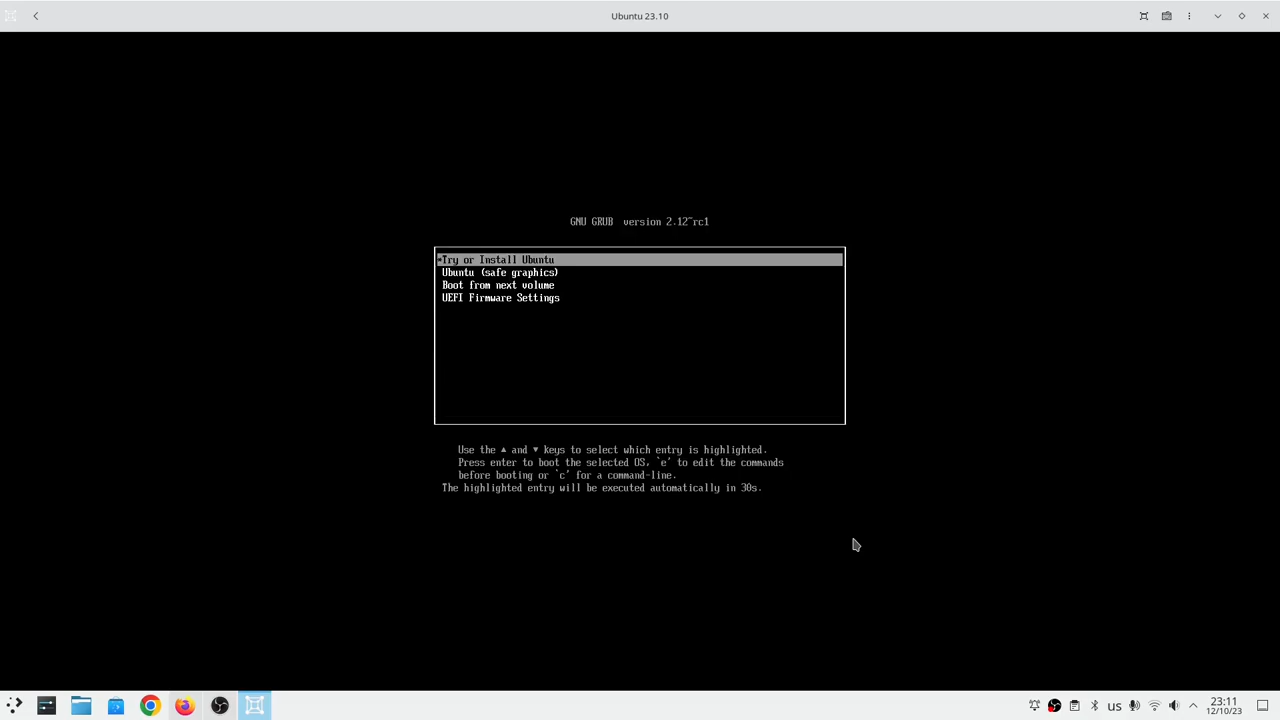 Ubuntu 23.10
GNU GRUB version 2.12~rc1
*Try or Install Ubuntu
Ubuntu (safe graphics)
Boot from next volume
UEFI Firmware Settings
Use the ▲ and ▼ keys to select which entry is highlighted.
Press enter to boot the selected OS, `e' to edit the commands
before booting or `c' for a command-line.
The highlighted entry will be executed automatically in 30s.
us
23:11
12/10/23